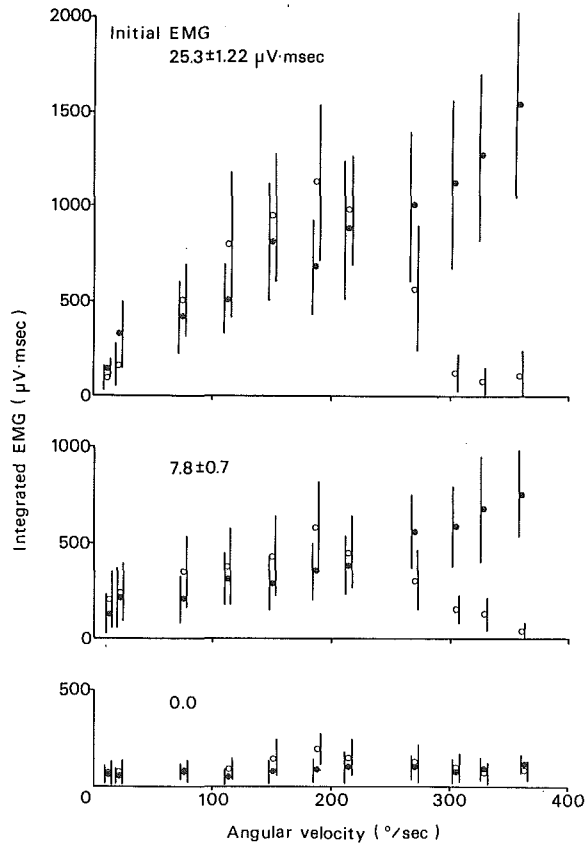 Initial EMG
25.3±1.22 µV·msec
2000
1500
1000
500
0
Integrated EMG (µV·msec)
7.8±0.7
1000
500
0
0.0
500
0 100 200 300 400
Angular velocity (°/sec)